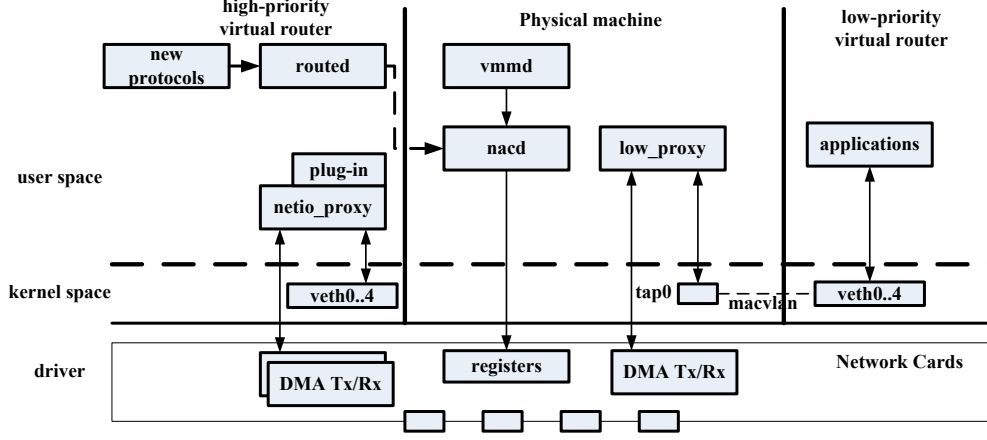 high-priority
virtual router
Physical machine
low-priority
virtual router
new
protocols
routed
vmmd
nacd
low_proxy
applications
plug-in
netio_proxy
user space
kernel space
veth0..4
tap0
macvlan
veth0..4
driver
DMA Tx/Rx
registers
DMA Tx/Rx
Network Cards